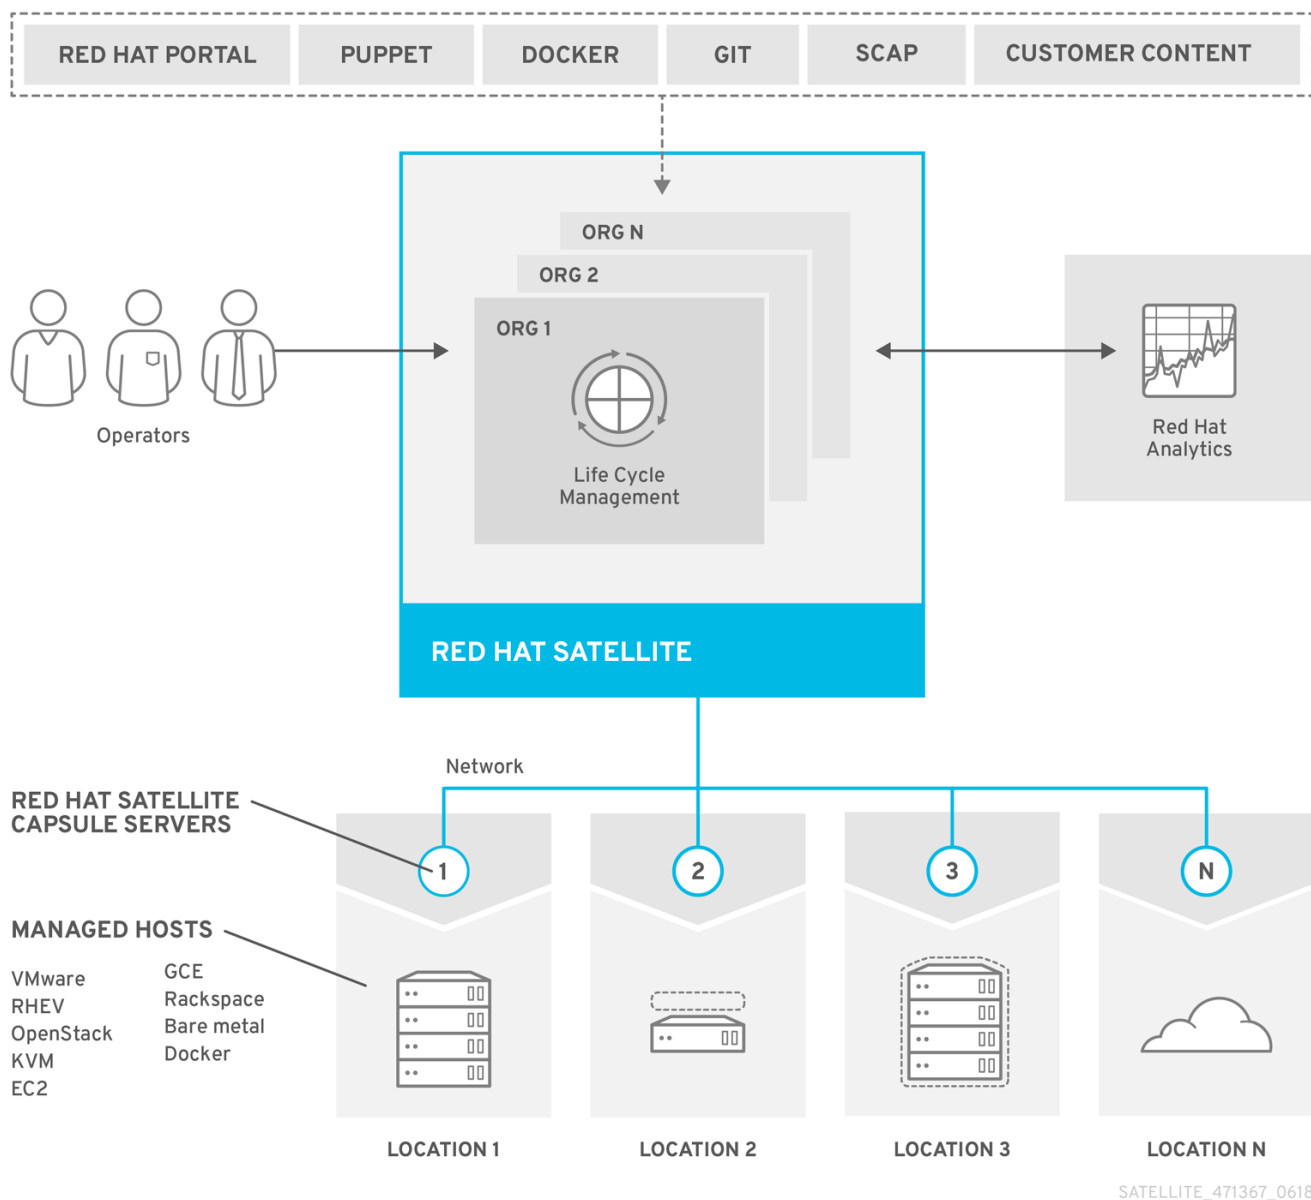 RED HAT PORTAL
PUPPET
DOCKER
GIT
SCAP
CUSTOMER CONTENT
ORG N
ORG 2
ORG 1
Life Cycle
Management
Operators
Red Hat
Analytics
RED HAT SATELLITE
Network
RED HAT SATELLITE
CAPSULE SERVERS
1
2
3
N
MANAGED HOSTS
VMware
RHEV
OpenStack
KVM
EC2
GCE
Rackspace
Bare metal
Docker
LOCATION 1
LOCATION 2
LOCATION 3
LOCATION N
SATELLITE_471367_0618